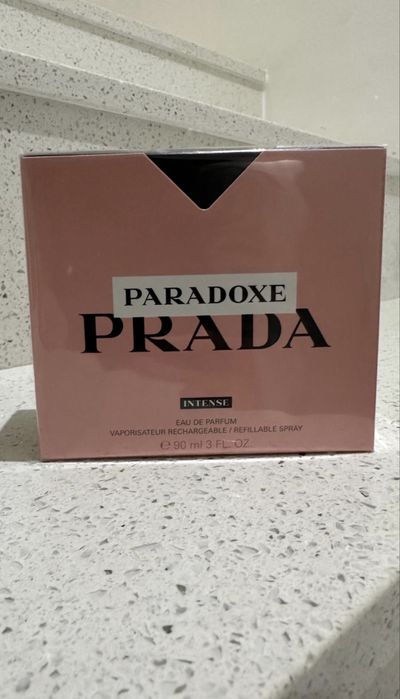 PARADOXE
PRADA
INTENSE
EAU DE PARFUM
VAPORISATEUR RECHARGEABLE / REFILLABLE SPRAY
℮ 90 ml 3 FL. OZ.